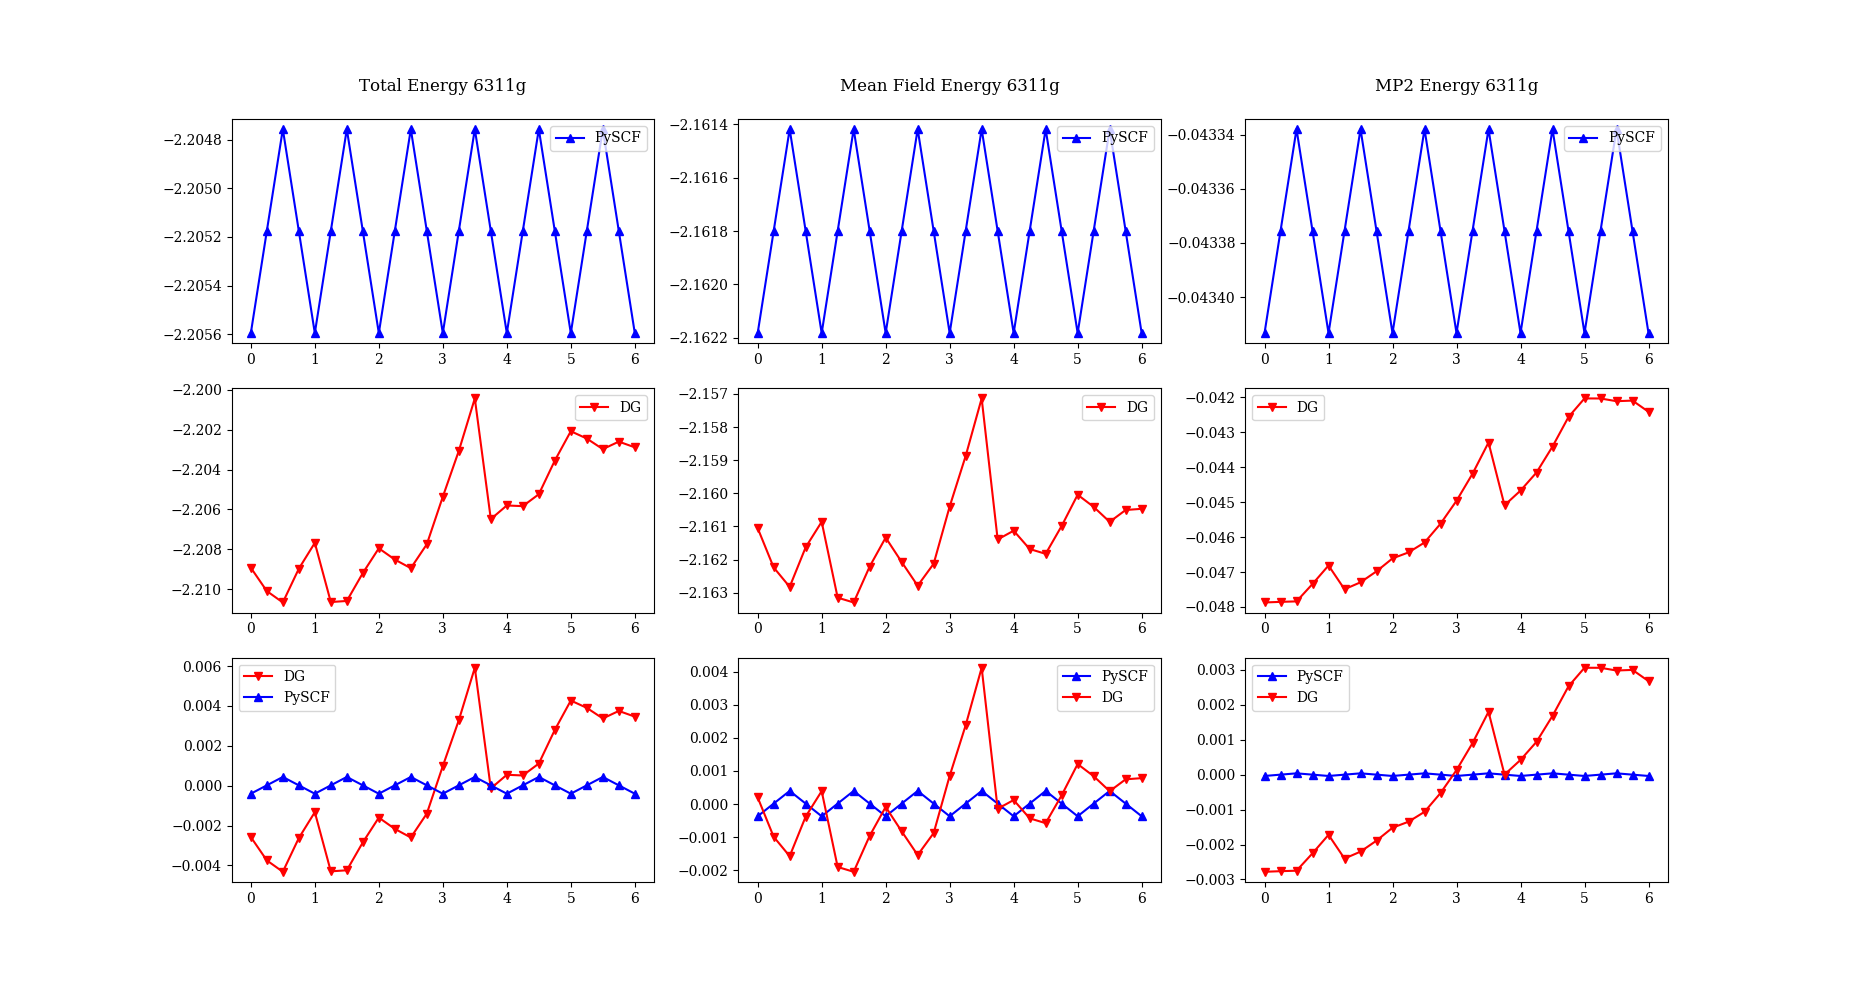 Total Energy 6311g
Mean Field Energy 6311g
MP2 Energy 6311g
PySCF
−2.2048
−2.2050
−2.2052
−2.2054
−2.2056
0 1 2 3 4 5 6
PySCF
−2.1614
−2.1616
−2.1618
−2.1620
−2.1622
0 1 2 3 4 5 6
PySCF
−0.04334
−0.04336
−0.04338
−0.04340
0 1 2 3 4 5 6
DG
−2.200
−2.202
−2.204
−2.206
−2.208
−2.210
0 1 2 3 4 5 6
DG
−2.157
−2.158
−2.159
−2.160
−2.161
−2.162
−2.163
0 1 2 3 4 5 6
DG
−0.042
−0.043
−0.044
−0.045
−0.046
−0.047
−0.048
0 1 2 3 4 5 6
DG
PySCF
0.006
0.004
0.002
0.000
−0.002
−0.004
0 1 2 3 4 5 6
PySCF
DG
0.004
0.003
0.002
0.001
0.000
−0.001
−0.002
0 1 2 3 4 5 6
PySCF
DG
0.003
0.002
0.001
0.000
−0.001
−0.002
−0.003
0 1 2 3 4 5 6